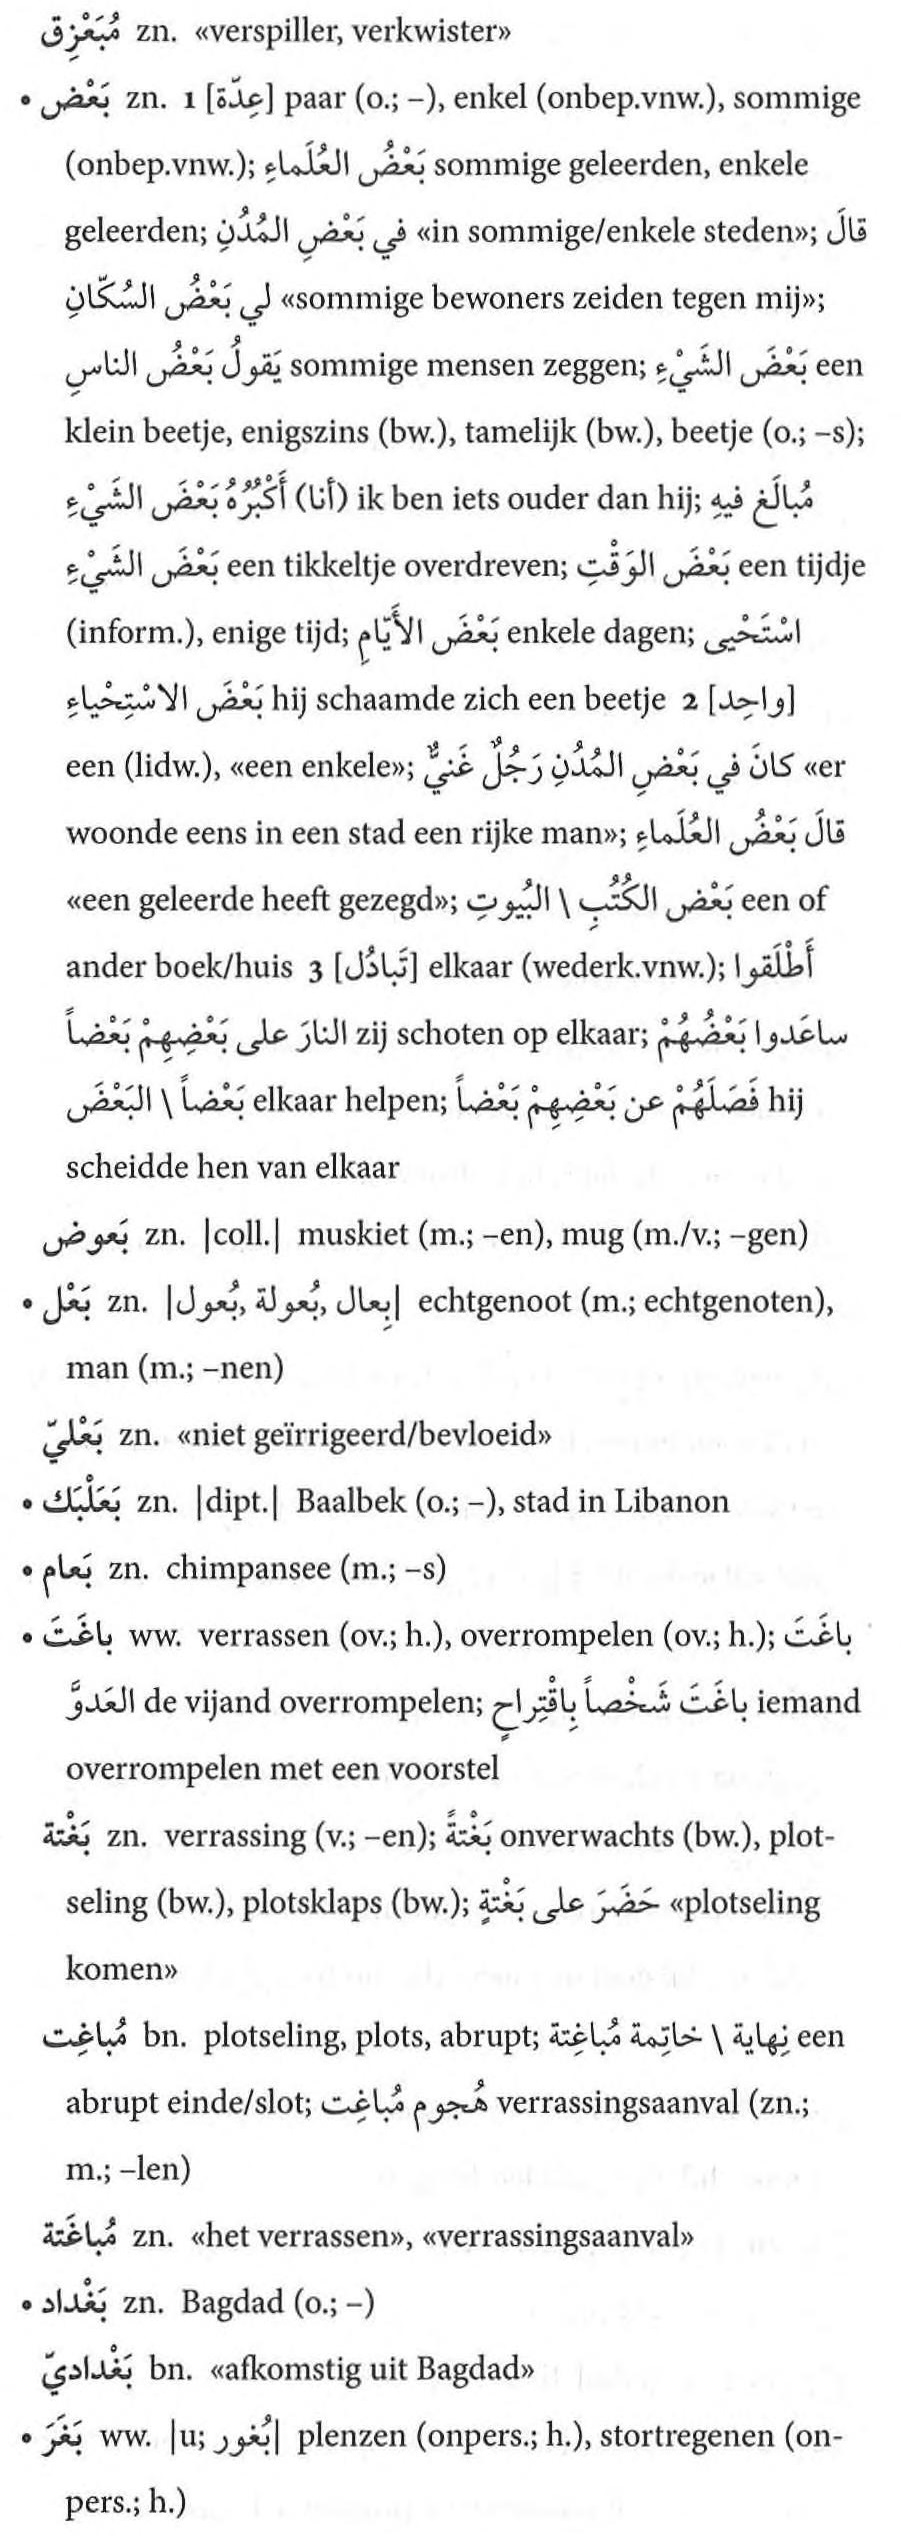 مُبَعْزِق zn. «verspiller, verkwister»
• بَعْض zn. 1 [عِدّة] paar (o.; –), enkel (onbep.vnw.), sommige
(onbep.vnw.); بَعْضُ العُلَماءِ sommige geleerden, enkele
geleerden; في بَعْضِ المُدُنِ «in sommige/enkele steden»; قالَ
لي بَعْضُ السُكّانِ «sommige bewoners zeiden tegen mij»;
يَقولُ بَعْضُ الناسِ sommige mensen zeggen; بَعْضَ الشَيْءِ een
klein beetje, enigszins (bw.), tamelijk (bw.), beetje (o.; –s);
(أنا) أَكْبُرُهُ بَعْضَ الشَيْءِ ik ben iets ouder dan hij; مُبالَغ فيهِ
بَعْضَ الشَيْءِ een tikkeltje overdreven; بَعْضَ الوَقْتِ een tijdje
(inform.), enige tijd; بَعْضَ الأَيّامِ enkele dagen; اسْتَحْيى
بَعْضَ الاسْتِحْياءِ hij schaamde zich een beetje 2 [واحِد]
een (lidw.), «een enkele»; كانَ في بَعْضِ المُدُنِ رَجُلٌ غَنيٌّ «er
woonde eens in een stad een rijke man»; قالَ بَعْضُ العُلَماءِ
«een geleerde heeft gezegd»; بَعْض الكُتُبِ \ البُيوتِ een of
ander boek/huis 3 [تَبادُل] elkaar (wederk.vnw.); أَطْلَقوا
النارَ على بَعْضِهِمْ بَعْضاً zij schoten op elkaar; ساعَدوا بَعْضُهُمْ
بَعْضاً \ البَعْضَ elkaar helpen; فَصَلَهُمْ عن بَعْضِهِمْ بَعْضاً hij
scheidde hen van elkaar
بَعوض zn. |coll.| muskiet (m.; –en), mug (m./v.; –gen)
• بَعْل zn. |بِعال, بُعولة, بُعول| echtgenoot (m.; echtgenoten),
man (m.; –nen)
بَعْليّ zn. «niet geïrrigeerd/bevloeid»
• بَعَلْبَك zn. |dipt.| Baalbek (o.; –), stad in Libanon
• بَعام zn. chimpansee (m.; –s)
• باغَتَ ww. verrassen (ov.; h.), overrompelen (ov.; h.); باغَتَ
العَدوَّ de vijand overrompelen; باغَتَ شَخْصاً بِاقْتِراحٍ iemand
overrompelen met een voorstel
بَغْتة zn. verrassing (v.; –en); بَغْتةً onverwachts (bw.), plot-
seling (bw.), plotsklaps (bw.); حَضَرَ على بَغْتةٍ «plotseling
komen»
مُباغِت bn. plotseling, plots, abrupt; نِهاية \ خاتِمة مُباغِتة een
abrupt einde/slot; هُجوم مُباغِت verrassingsaanval (zn.;
m.; –len)
مُباغَتة zn. «het verrassen», «verrassingsaanval»
• بَغْداد zn. Bagdad (o.; –)
بَغْداديّ bn. «afkomstig uit Bagdad»
• بَغَرَ ww. |u; بُغور| plenzen (onpers.; h.), stortregenen (on-
pers.; h.)